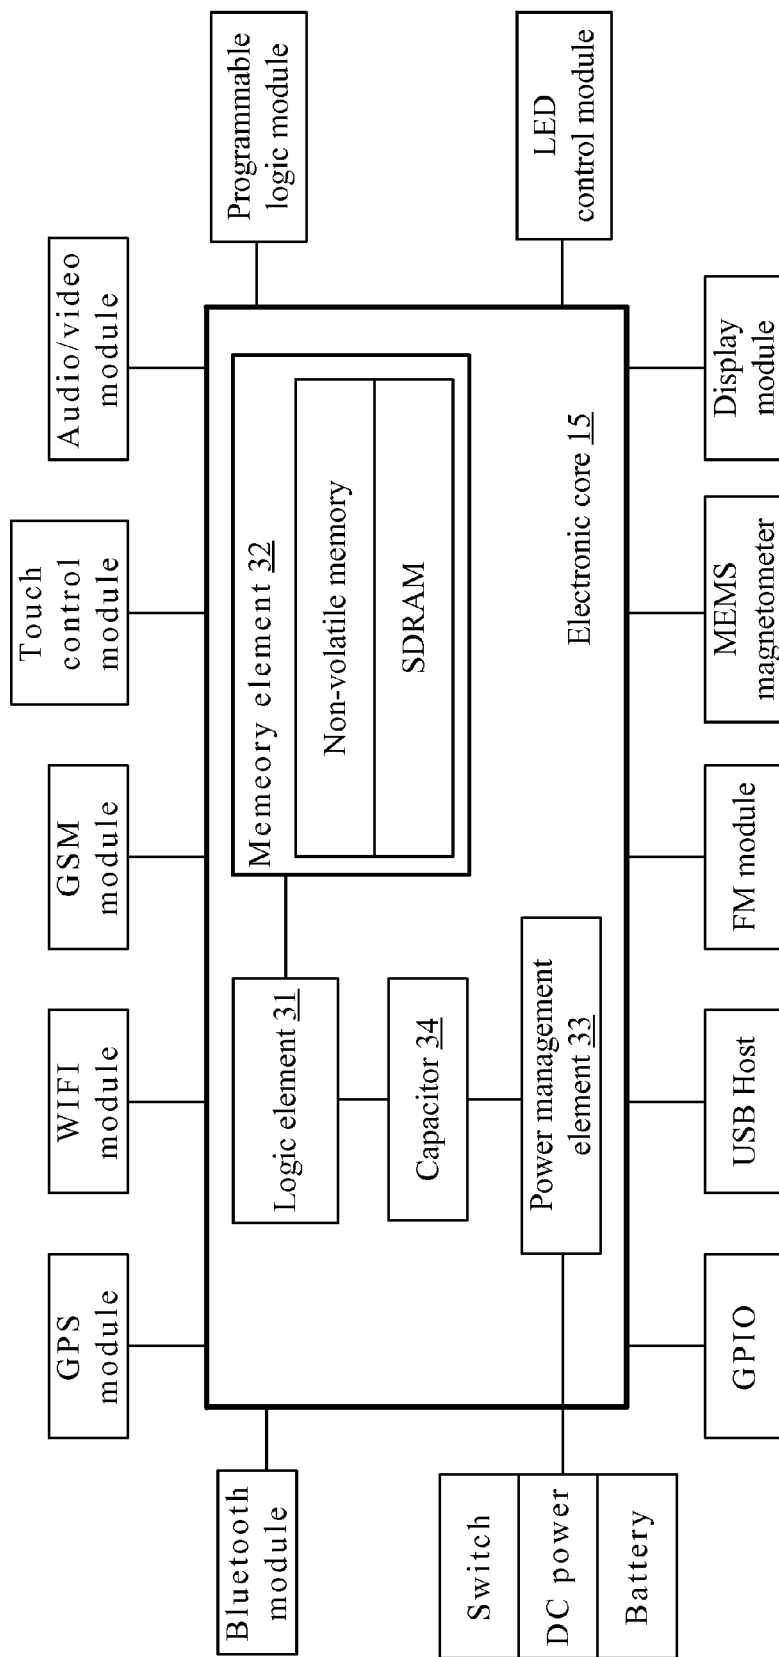 GPS
module
WIFI
module
GSM
module
Touch
control
module
Audio/video
module
Bluetooth
module
Programmable
logic module
Logic element 31
Memeory element 32
Non-volatile memory
SDRAM
Capacitor 34
Power management
element 33
Electronic core 15
Switch
DC power
Battery
LED
control module
GPIO
USB Host
FM module
MEMS
magnetometer
Display
module